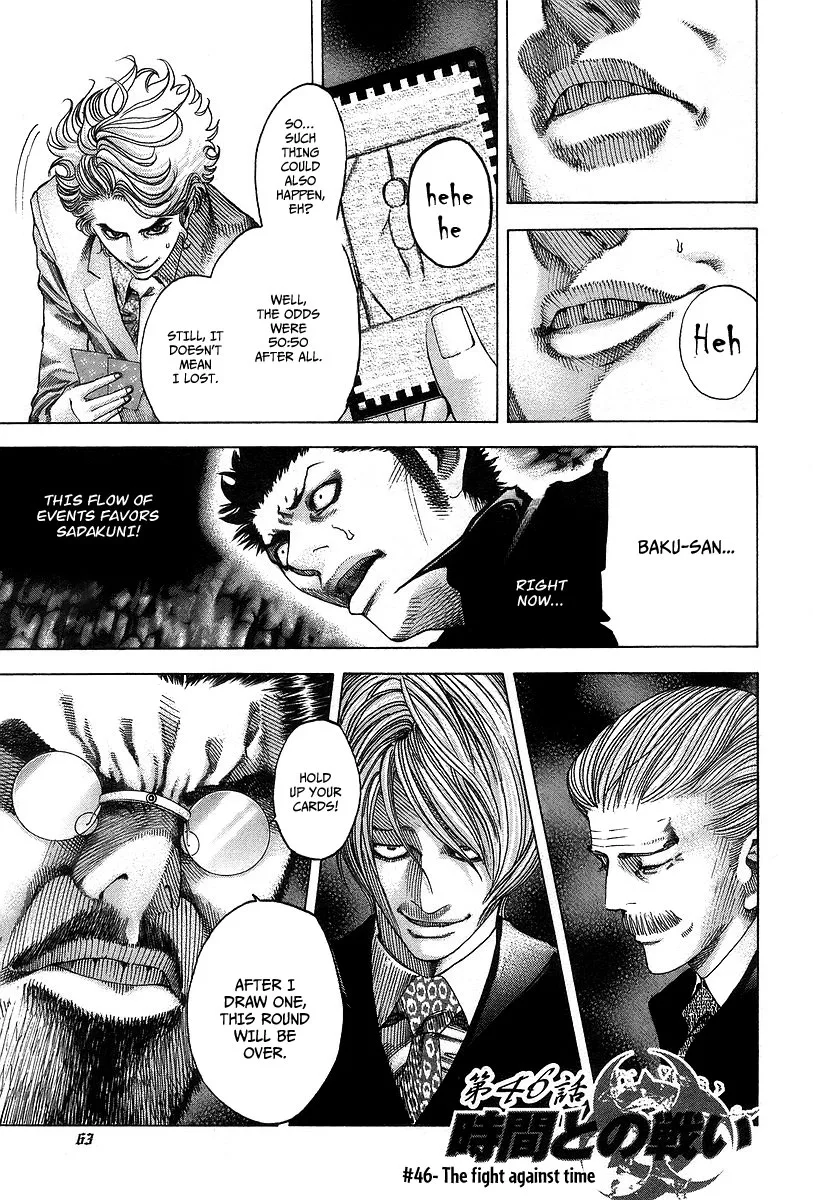 Heh
hehe
he
SO...
SUCH
THING
COULD
ALSO
HAPPEN,
EH?
WELL,
THE ODDS
WERE
50:50
AFTER ALL.
STILL, IT
DOESN'T
MEAN
I LOST.
BAKU-SAN...
RIGHT
NOW...
THIS FLOW OF
EVENTS FAVORS
SADAKUNI!
HOLD
UP YOUR
CARDS!
AFTER I
DRAW ONE,
THIS ROUND
WILL BE
OVER.
第46話
時間との戦い
#46- The fight against time
63